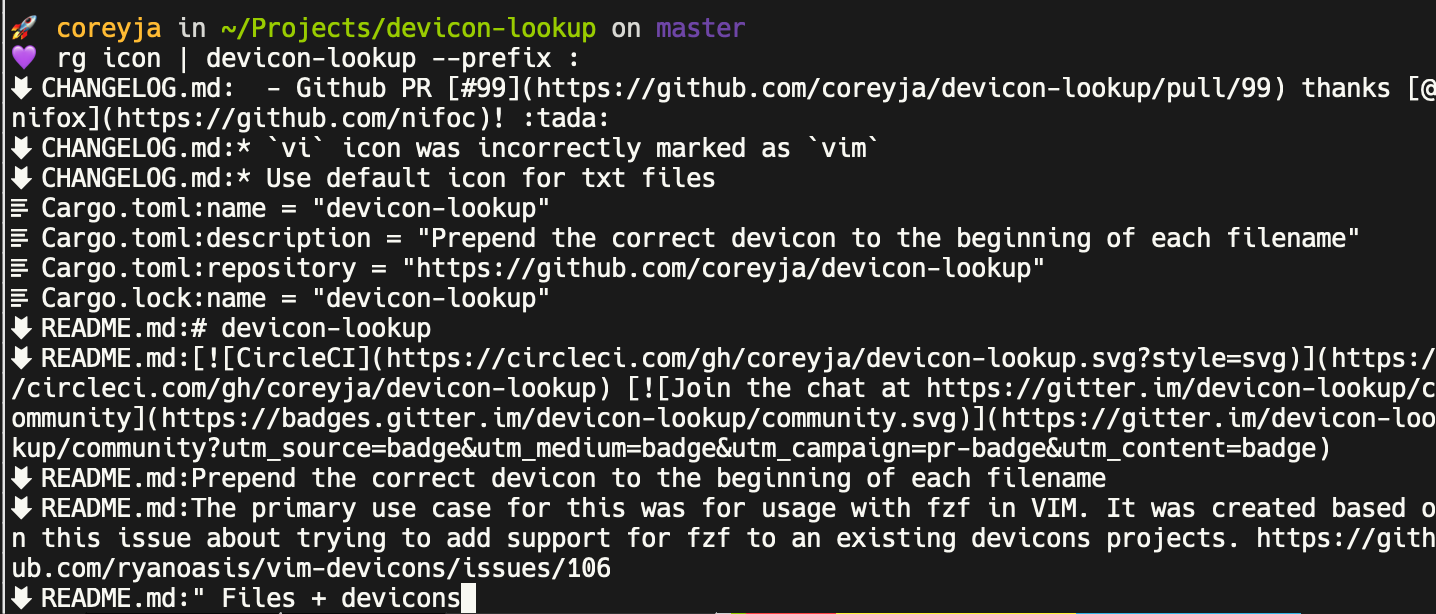 🚀 coreyja in ~/Projects/devicon-lookup on master
💜 rg icon | devicon-lookup --prefix :
CHANGELOG.md:  - Github PR [#99](https://github.com/coreyja/devicon-lookup/pull/99) thanks [@
nifox](https://github.com/nifoc)! :tada:
CHANGELOG.md:* `vi` icon was incorrectly marked as `vim`
CHANGELOG.md:* Use default icon for txt files
Cargo.toml:name = "devicon-lookup"
Cargo.toml:description = "Prepend the correct devicon to the beginning of each filename"
Cargo.toml:repository = "https://github.com/coreyja/devicon-lookup"
Cargo.lock:name = "devicon-lookup"
README.md:# devicon-lookup
README.md:[![CircleCI](https://circleci.com/gh/coreyja/devicon-lookup.svg?style=svg)](https:/
/circleci.com/gh/coreyja/devicon-lookup) [![Join the chat at https://gitter.im/devicon-lookup/c
ommunity](https://badges.gitter.im/devicon-lookup/community.svg)](https://gitter.im/devicon-loo
kup/community?utm_source=badge&utm_medium=badge&utm_campaign=pr-badge&utm_content=badge)
README.md:Prepend the correct devicon to the beginning of each filename
README.md:The primary use case for this was for usage with fzf in VIM. It was created based o
n this issue about trying to add support for fzf to an existing devicons projects. https://gith
ub.com/ryanoasis/vim-devicons/issues/106
README.md:" Files + devicons